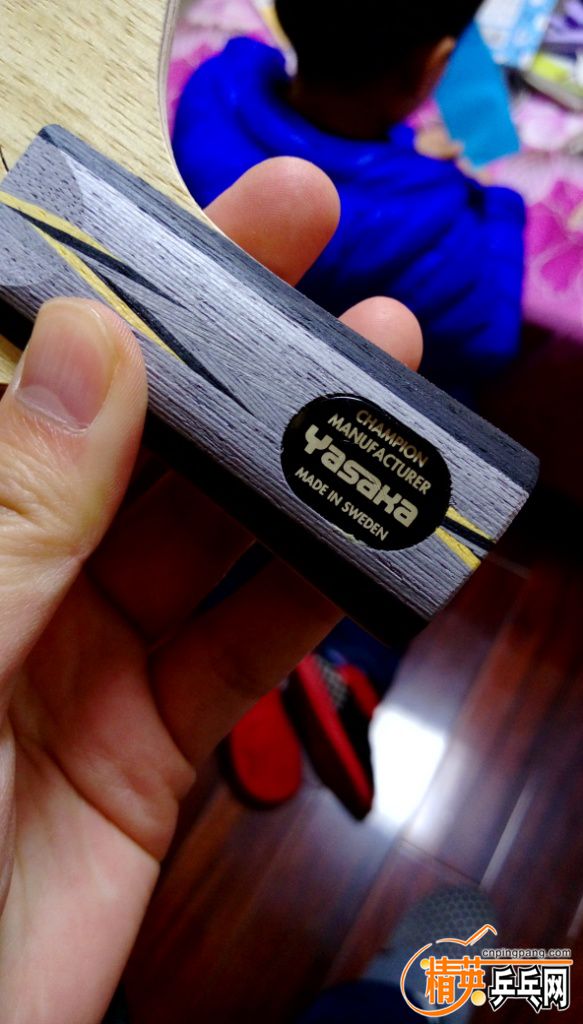 CHAMPION
MANUFACTURER
Yasaka
MADE IN SWEDEN
cnpingpang.com
精英乒乓网